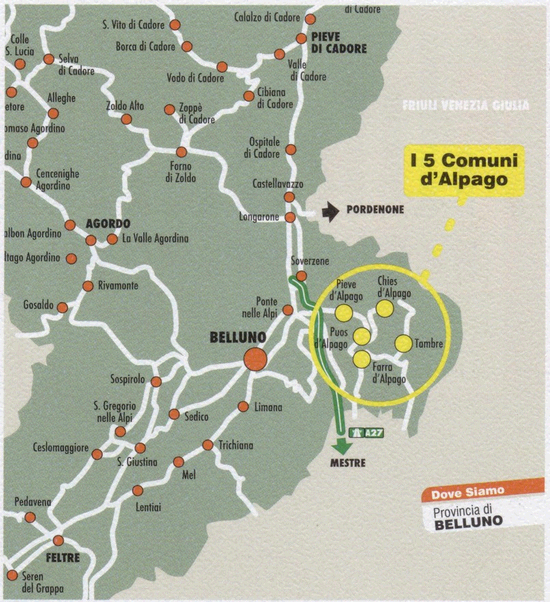 Calalzo di Cadore
di Cadore
S. Vito di Cadore
PIEVE
DI CADORE
Colle
S. Lucia
Borca di Cadore
Selva
di Cadore
Valle
di Cadore
Vodo di Cadore
Cibiana
di Cadore
etore
Alleghe
Zoldo Alto
Zoppè
di Cadore
FRIULI VENEZIA GIULIA
omaso Agordino
Ospitale
di Cadore
dina
I 5 Comuni
d'Alpago
Cencenighe
Agordino
Forno
di Zolda
Castellavazzo
Longarone
PORDENONE
AGORDO
albon Agordino
La Valle Agordina
ltago Agordino
Soverzene
Rivamonte
Pieve
d'Alpago
Chies
d'Alpago
Gosaldo
Ponte
nelle Alpi
BELLUNO
Puos
d'Alpago
Tambre
Farra
d'Alpago
Sospirolo
S. Gregorio
nelle Alpi
Sedico
Limana
A27
Ceslomaggiore
S. Giustina
Trichiana
MESTRE
Mel
Pedavena
Lentiai
Dove Siamo
Provincia di
BELLUNO
FELTRE
Seren
del Grappa